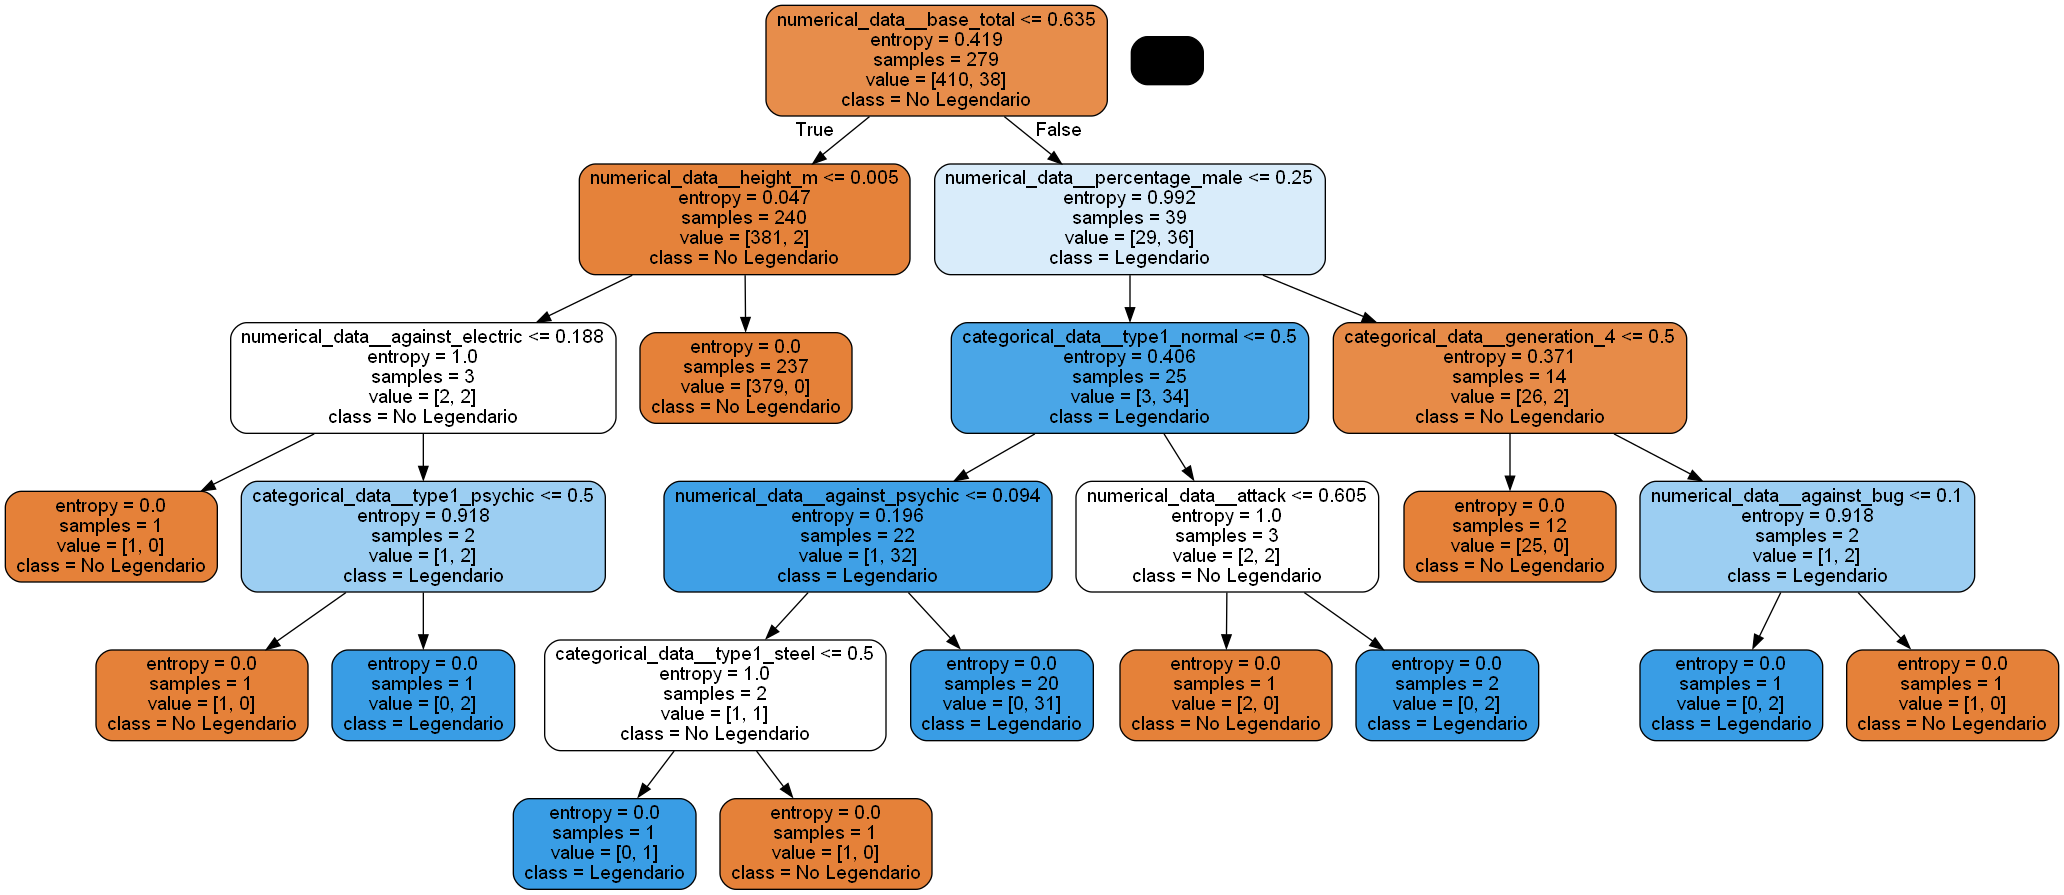 numerical_data__base_total <= 0.635
entropy = 0.419
samples = 279
value = [410, 38]
class = No Legendario
True
False
numerical_data__height_m <= 0.005
entropy = 0.047
samples = 240
value = [381, 2]
class = No Legendario
numerical_data__percentage_male <= 0.25
entropy = 0.992
samples = 39
value = [29, 36]
class = Legendario
numerical_data__against_electric <= 0.188
entropy = 1.0
samples = 3
value = [2, 2]
class = No Legendario
entropy = 0.0
samples = 237
value = [379, 0]
class = No Legendario
categorical_data__type1_normal <= 0.5
entropy = 0.406
samples = 25
value = [3, 34]
class = Legendario
categorical_data__generation_4 <= 0.5
entropy = 0.371
samples = 14
value = [26, 2]
class = No Legendario
entropy = 0.0
samples = 1
value = [1, 0]
class = No Legendario
categorical_data__type1_psychic <= 0.5
entropy = 0.918
samples = 2
value = [1, 2]
class = Legendario
numerical_data__against_psychic <= 0.094
entropy = 0.196
samples = 22
value = [1, 32]
class = Legendario
numerical_data__attack <= 0.605
entropy = 1.0
samples = 3
value = [2, 2]
class = No Legendario
entropy = 0.0
samples = 12
value = [25, 0]
class = No Legendario
numerical_data__against_bug <= 0.1
entropy = 0.918
samples = 2
value = [1, 2]
class = Legendario
entropy = 0.0
samples = 1
value = [1, 0]
class = No Legendario
entropy = 0.0
samples = 1
value = [0, 2]
class = Legendario
categorical_data__type1_steel <= 0.5
entropy = 1.0
samples = 2
value = [1, 1]
class = No Legendario
entropy = 0.0
samples = 20
value = [0, 31]
class = Legendario
entropy = 0.0
samples = 1
value = [2, 0]
class = No Legendario
entropy = 0.0
samples = 2
value = [0, 2]
class = Legendario
entropy = 0.0
samples = 1
value = [0, 2]
class = Legendario
entropy = 0.0
samples = 1
value = [1, 0]
class = No Legendario
entropy = 0.0
samples = 1
value = [0, 1]
class = Legendario
entropy = 0.0
samples = 1
value = [1, 0]
class = No Legendario